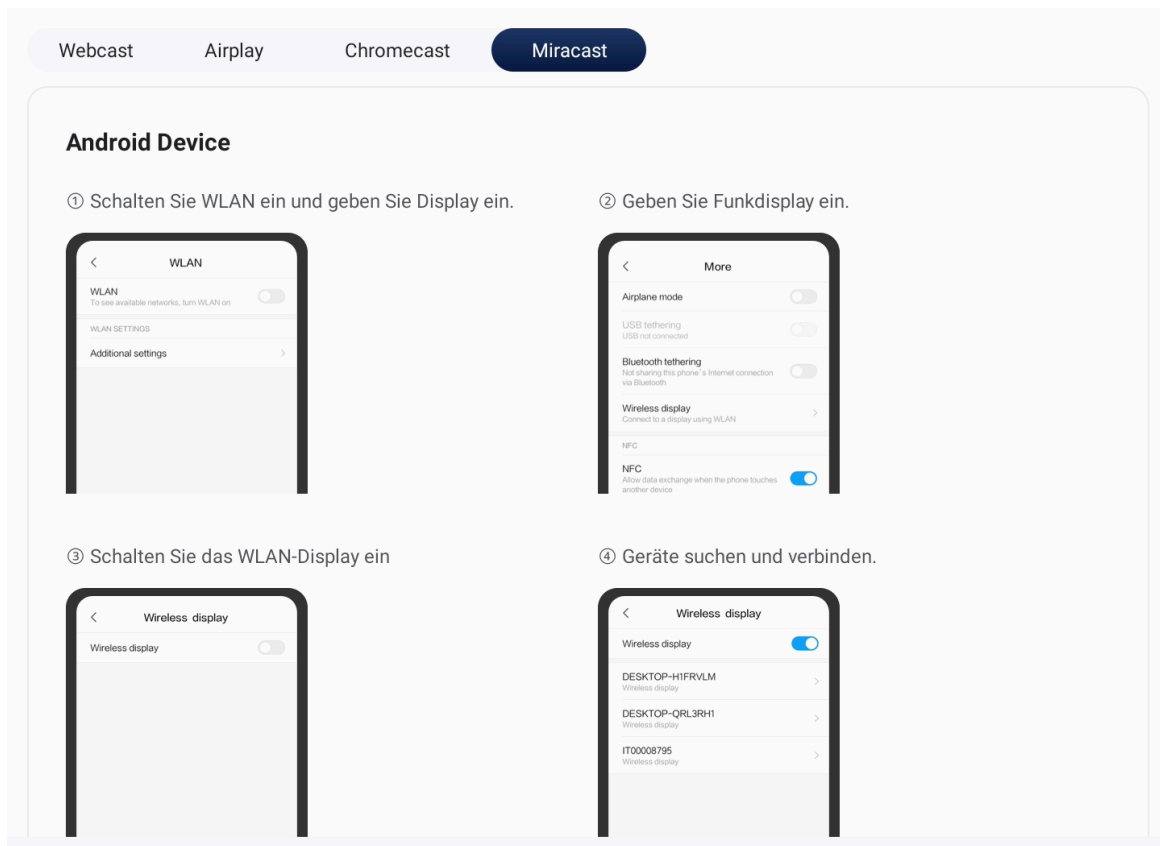 Webcast Airplay Chromecast Miracast
Android Device
① Schalten Sie WLAN ein und geben Sie Display ein.
WLAN
WLAN
To see available networks, turn WLAN on
WLAN SETTINGS
Additional settings
② Geben Sie Funkdisplay ein.
More
Airplane mode
USB tethering
USB not connected
Bluetooth tethering
Not sharing this phone's Internet connection
via Bluetooth
Wireless display
Connect to a display using WLAN
NFC
NFC
Allow data exchange when the phone touches
another device
③ Schalten Sie das WLAN-Display ein
Wireless display
Wireless display
④ Geräte suchen und verbinden.
Wireless display
Wireless display
DESKTOP-H1FRVLM
Wireless display
DESKTOP-QRL3RH1
Wireless display
IT00008795
Wireless display